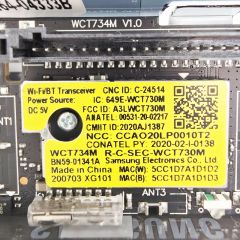 WCT734M V1.0
Wi-Fi/BT Transceiver CNC ID: C-24514
Power Source: IC: 649E-WCT730M
DC 5V FCC ID: A3LWCT730M
ANATEL: 00531-20-02217
CMIIT ID:2020AJ1387
NCC CCAO20LP0010T2
CONATEL PY: 2020-02-I-0138
WCT734M R-C-SEC-WCT730M
BN59-01341A Samsung Electronics Co., Ltd.
Made in China MAC(W): 5CC1D7A1D1D2
200703 XG101 MAC(B): 5CC1D7A1D1D3
ANT3